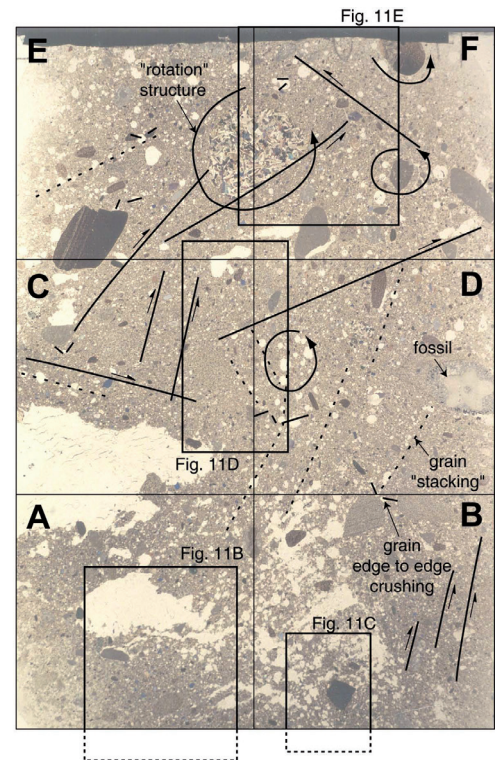 Fig. 11E
E
F
"rotation"
structure
C
D
fossil
grain
"stacking"
Fig. 11D
A
B
grain
edge to edge
crushing
Fig. 11B
Fig. 11C